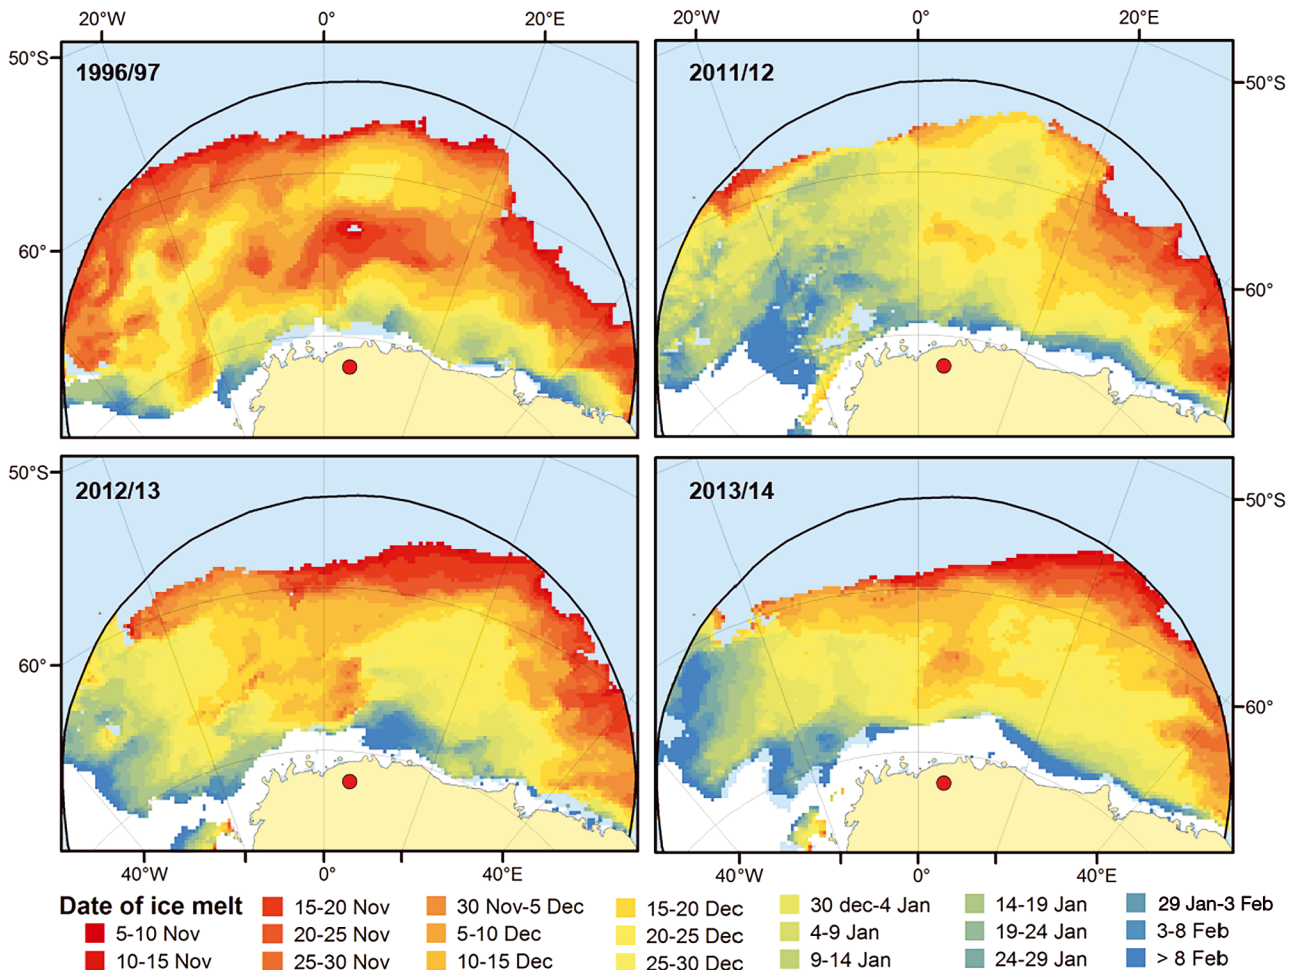 20°W 0° 20°E 20°W 0° 20°E
50°S 1996/97 2011/12 50°S
60° 60°
50°S 2012/13 2013/14 50°S
60° 60°
40°W 0° 40°E 40°W 0° 40°E
Date of ice melt 14-20 Nov 30 Nov-5 Dec 15-20 Dec 30 dec-4 Jan 14-19 Jan 29 Jan-3 Feb
5-10 Nov 20-25 Nov 5-10 Dec 20-25 Dec 4-9 Jan 19-24 Jan 3-8 Feb
10-15 Nov 25-30 Nov 10-15 Dec 25-30 Dec 9-14 Jan 24-29 Jan > 8 Feb